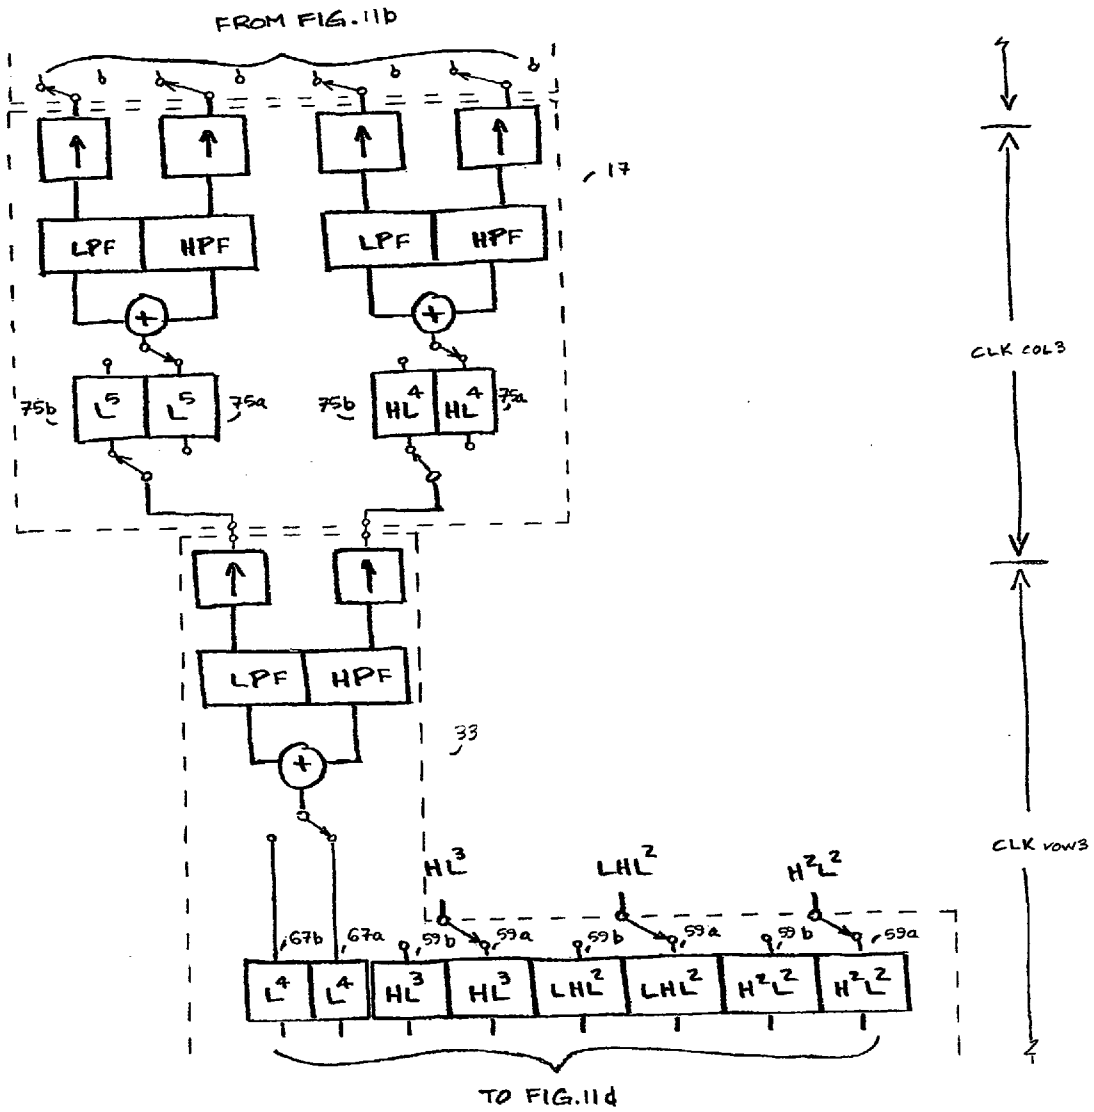 FROM FIG.11b
17
LPF HPF LPF HPF
+ +
CLK COL3
75b L⁵ L⁵ 75a 75b HL⁴ HL⁴ 75a
LPF HPF
33
+
CLK row3
HL³ LHL² H²L²
67b 67a 59b 59a 59b 59a 59b 59a
L⁴ L⁴ HL³ HL³ LHL² LHL² H²L² H²L²
TO FIG.11d